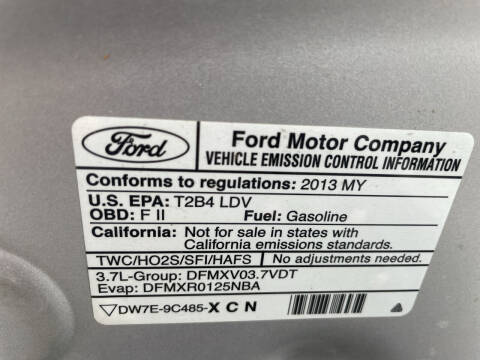 Ford
Ford Motor Company
VEHICLE EMISSION CONTROL INFORMATION
Conforms to regulations: 2013 MY
U.S. EPA: T2B4 LDV
OBD: F II Fuel: Gasoline
California: Not for sale in states with
California emissions standards.
TWC/HO2S/SFI/HAFS No adjustments needed.
3.7L-Group: DFMXV03.7VDT
Evap: DFMXR0125NBA
DW7E-9C485-X C N